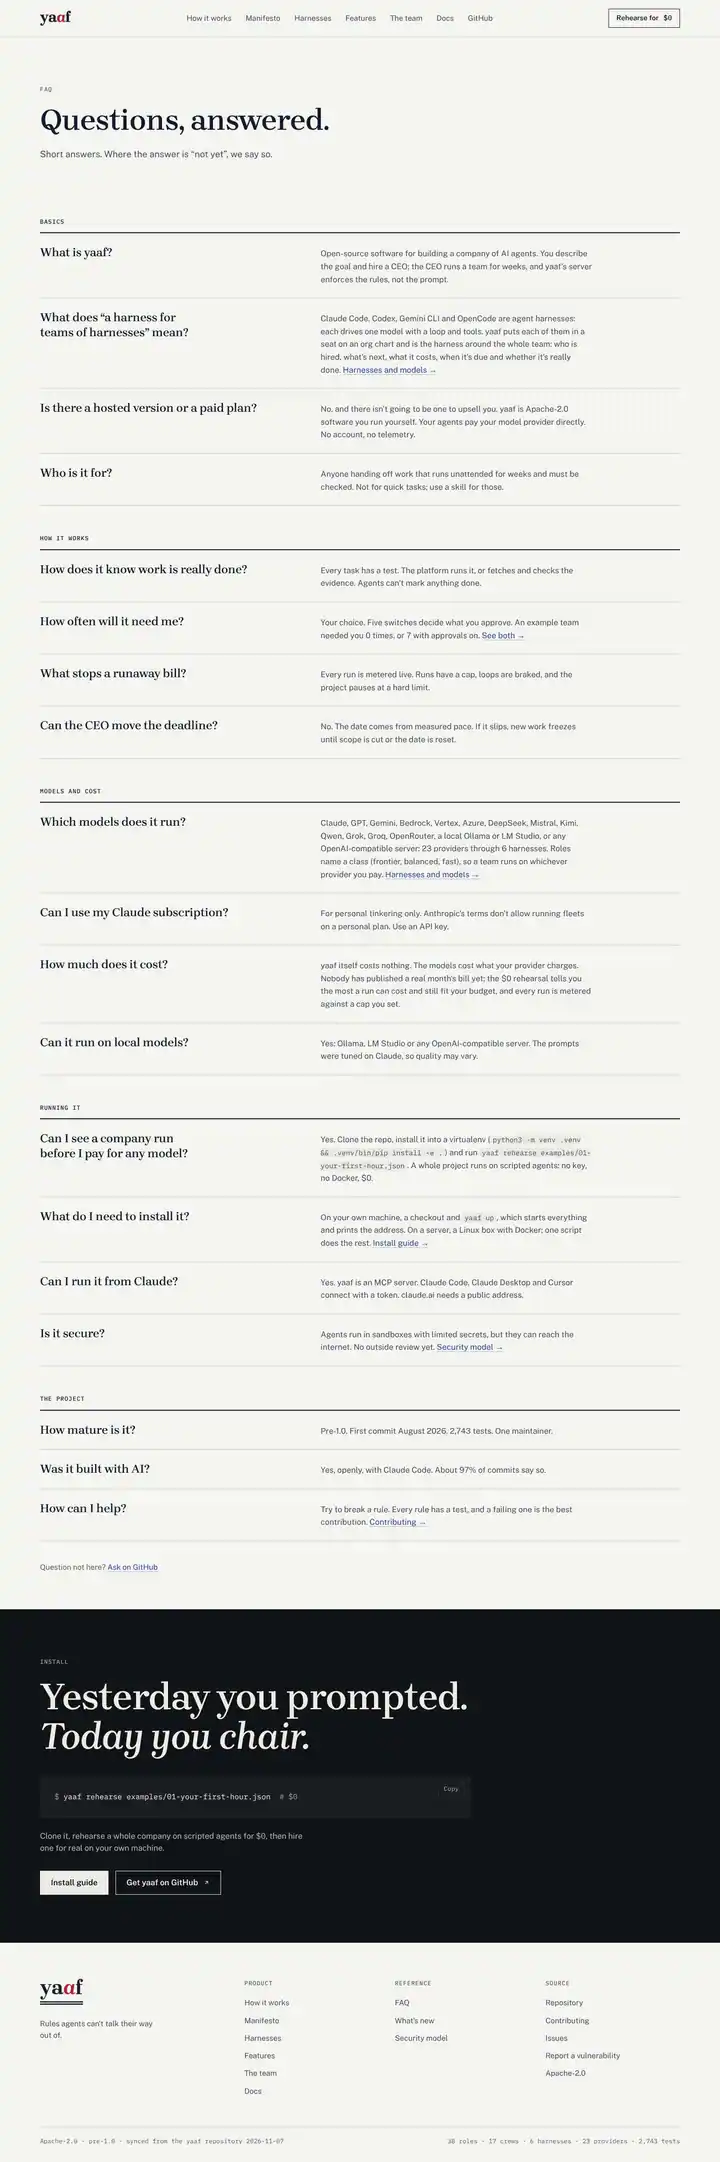 yaaf
How it works
Manifesto
Harnesses
Features
The team
Docs
GitHub
Rehearse for $0
FAQ
Questions, answered.
Short answers. Where the answer is “not yet”, we say so.
BASICS
What is yaaf?
Open-source software for building a company of AI agents. You describe
the goal and hire a CEO; the CEO runs a team for weeks, and yaaf's server
enforces the rules, not the prompt.
What does “a harness for
teams of harnesses” mean?
Claude Code, Codex, Gemini CLI and OpenCode are agent harnesses:
each drives one model with a loop and tools. yaaf puts each of them in a
seat on an org chart and is the harness around the whole team: who is
hired, what's next, what it costs, when it's due and whether it's really
done. Harnesses and models →
Is there a hosted version or a paid plan?
No, and there isn't going to be one to upsell you. yaaf is Apache-2.0
software you run yourself. Your agents pay your model provider directly.
No account, no telemetry.
Who is it for?
Anyone handing off work that runs unattended for weeks and must be
checked. Not for quick tasks; use a skill for those.
HOW IT WORKS
How does it know work is really done?
Every task has a test. The platform runs it, or fetches and checks the
evidence. Agents can't mark anything done.
How often will it need me?
Your choice. Five switches decide what you approve. An example team
needed you 0 times, or 7 with approvals on. See both →
What stops a runaway bill?
Every run is metered live. Runs have a cap, loops are braked, and the
project pauses at a hard limit.
Can the CEO move the deadline?
No. The date comes from measured pace. If it slips, new work freezes
until scope is cut or the date is reset.
MODELS AND COST
Which models does it run?
Claude, GPT, Gemini, Bedrock, Vertex, Azure, DeepSeek, Mistral, Kimi,
Qwen, Grok, Groq, OpenRouter, a local Ollama or LM Studio, or any
OpenAI-compatible server: 23 providers through 6 harnesses. Roles
name a class (frontier, balanced, fast), so a team runs on whichever
provider you pay. Harnesses and models →
Can I use my Claude subscription?
For personal tinkering only. Anthropic's terms don't allow running fleets
on a personal plan. Use an API key.
How much does it cost?
yaaf itself costs nothing. The models cost what your provider charges.
Nobody has published a real month's bill yet; the $0 rehearsal tells you
the most a run can cost and still fit your budget, and every run is metered
against a cap you set.
Can it run on local models?
Yes: Ollama, LM Studio or any OpenAI-compatible server. The prompts
were tuned on Claude, so quality may vary.
RUNNING IT
Can I see a company run
before I pay for any model?
Yes. Clone the repo, install it into a virtualenv ( python3 -m venv .venv
&& .venv/bin/pip install -e . ) and run yaaf rehearse examples/01-
your-first-hour.json . A whole project runs on scripted agents: no key,
no Docker, $0.
What do I need to install it?
On your own machine, a checkout and yaaf up , which starts everything
and prints the address. On a server, a Linux box with Docker; one script
does the rest. Install guide →
Can I run it from Claude?
Yes. yaaf is an MCP server. Claude Code, Claude Desktop and Cursor
connect with a token. claude.ai needs a public address.
Is it secure?
Agents run in sandboxes with limited secrets, but they can reach the
internet. No outside review yet. Security model →
THE PROJECT
How mature is it?
Pre-1.0. First commit August 2026. 2,743 tests. One maintainer.
Was it built with AI?
Yes, openly, with Claude Code. About 97% of commits say so.
How can I help?
Try to break a rule. Every rule has a test, and a failing one is the best
contribution. Contributing →
Question not here? Ask on GitHub
INSTALL
Yesterday you prompted.
Today you chair.
Copy
$ yaaf rehearse examples/01-your-first-hour.json # $0
Clone it, rehearse a whole company on scripted agents for $0, then hire
one for real on your own machine.
Install guide
Get yaaf on GitHub ↗
yaaf
Rules agents can't talk their way
out of.
PRODUCT
How it works
Manifesto
Harnesses
Features
The team
Docs
REFERENCE
FAQ
What's new
Security model
SOURCE
Repository
Contributing
Issues
Report a vulnerability
Apache-2.0
Apache-2.0 · pre-1.0 · synced from the yaaf repository 2026-11-07
30 roles · 17 crews · 6 harnesses · 23 providers · 2,743 tests